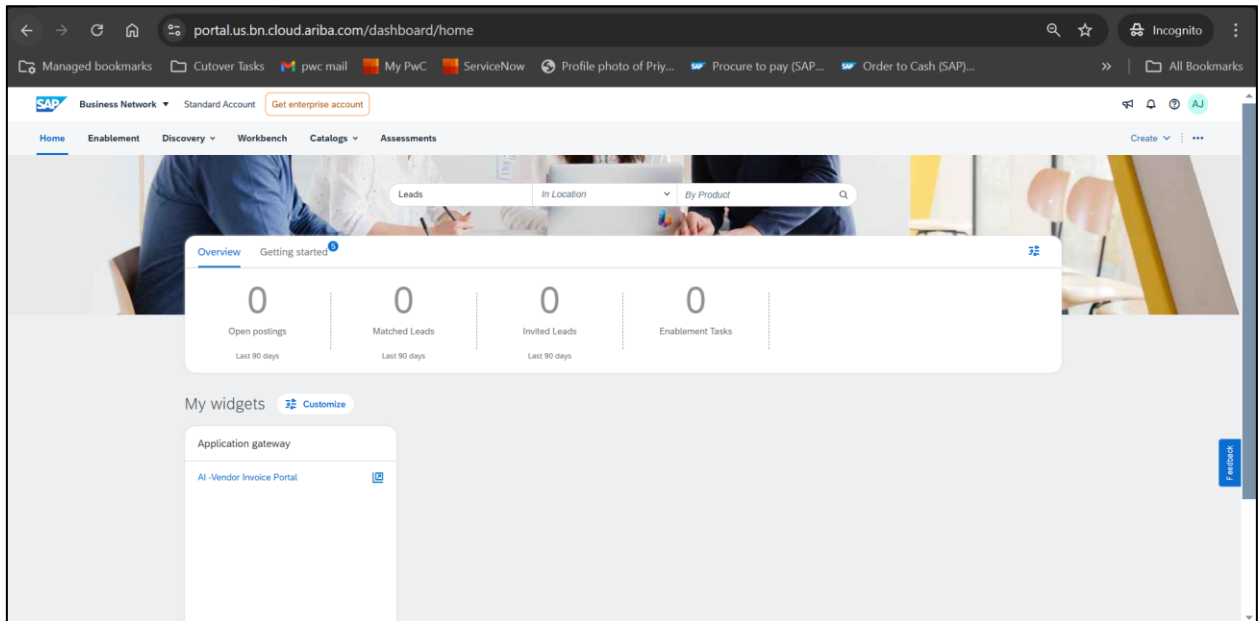 portal.us.bn.cloud.ariba.com/dashboard/home Incognito
Managed bookmarks Cutover Tasks pwc mail My PwC ServiceNow Profile photo of Priy... Procure to pay (SAP... Order to Cash (SAP)... » All Bookmarks
SAP Business Network Standard Account Get enterprise account AJ
Home Enablement Discovery Workbench Catalogs Assessments Create
Leads In Location By Product
Overview Getting started 5
0 0 0 0
Open postings Matched Leads Invited Leads Enablement Tasks
Last 90 days Last 90 days Last 90 days
My widgets Customize
Application gateway
Feedback
AI -Vendor Invoice Portal